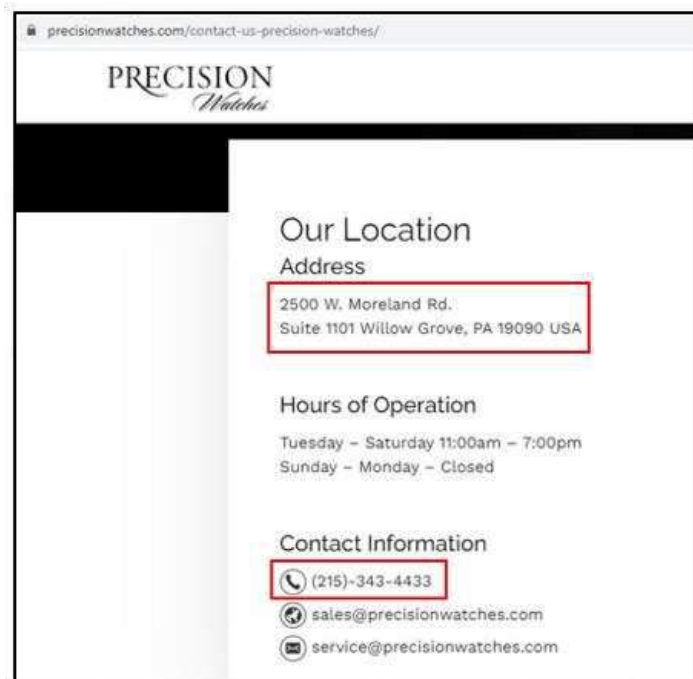 precisionwatches.com/contact-us-precision-watches/
PRECISION
Watches
Our Location
Address
2500 W. Moreland Rd.
Suite 1101 Willow Grove, PA 19090 USA
Hours of Operation
Tuesday – Saturday 11:00am – 7:00pm
Sunday – Monday – Closed
Contact Information
(215)-343-4433
sales@precisionwatches.com
service@precisionwatches.com